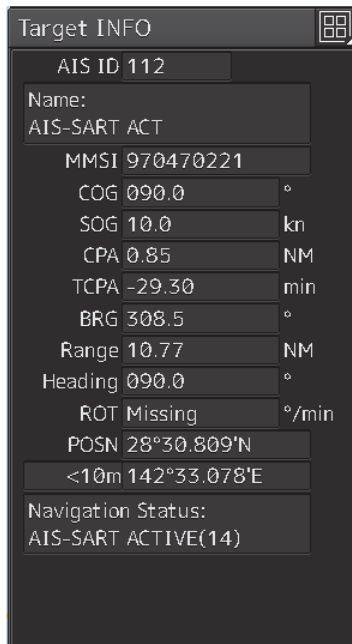 Target INFO
AIS ID 112
Name:
AIS-SART ACT
MMSI 970470221
COG 090.0 °
SOG 10.0 kn
CPA 0.85 NM
TCPA -29.30 min
BRG 308.5 °
Range 10.77 NM
Heading 090.0 °
ROT Missing °/min
POSN 28°30.809'N
<10m 142°33.078'E
Navigation Status:
AIS-SART ACTIVE(14)